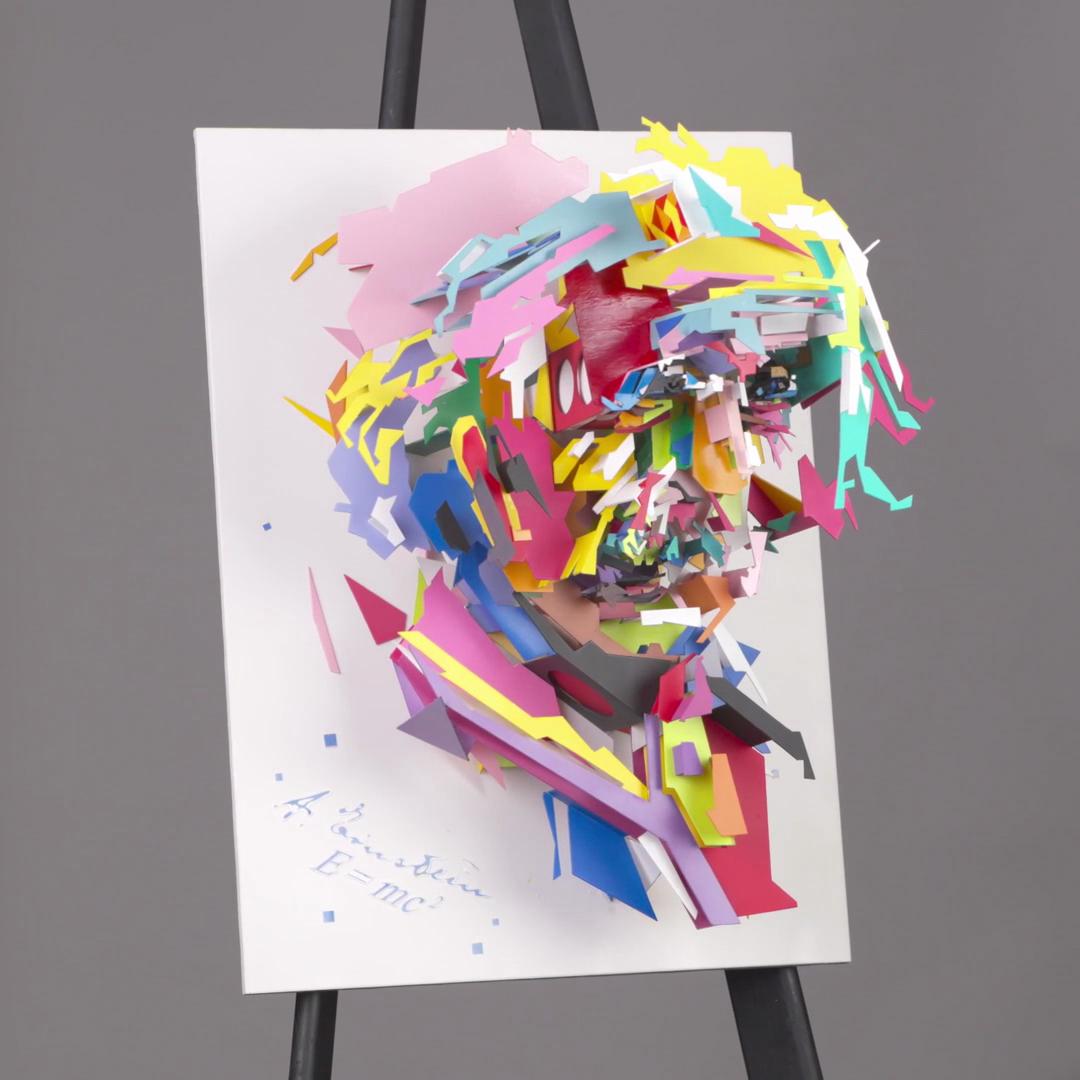 A. Einstein
E = mc²